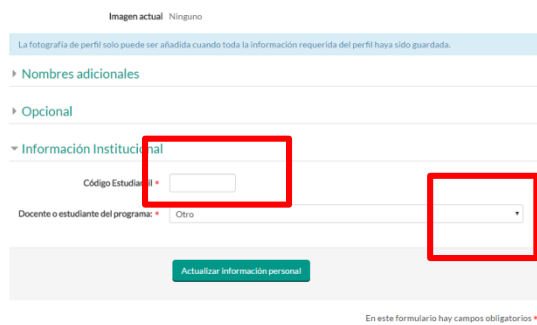 Imagen actual Ninguno
La fotografía de perfil solo puede ser añadida cuando toda la información requerida del perfil haya sido guardada.
Nombres adicionales
Opcional
Información Institucional
Código Estudiantil *
Docente o estudiante del programa: * Otro
Actualizar información personal
En este formulario hay campos obligatorios *